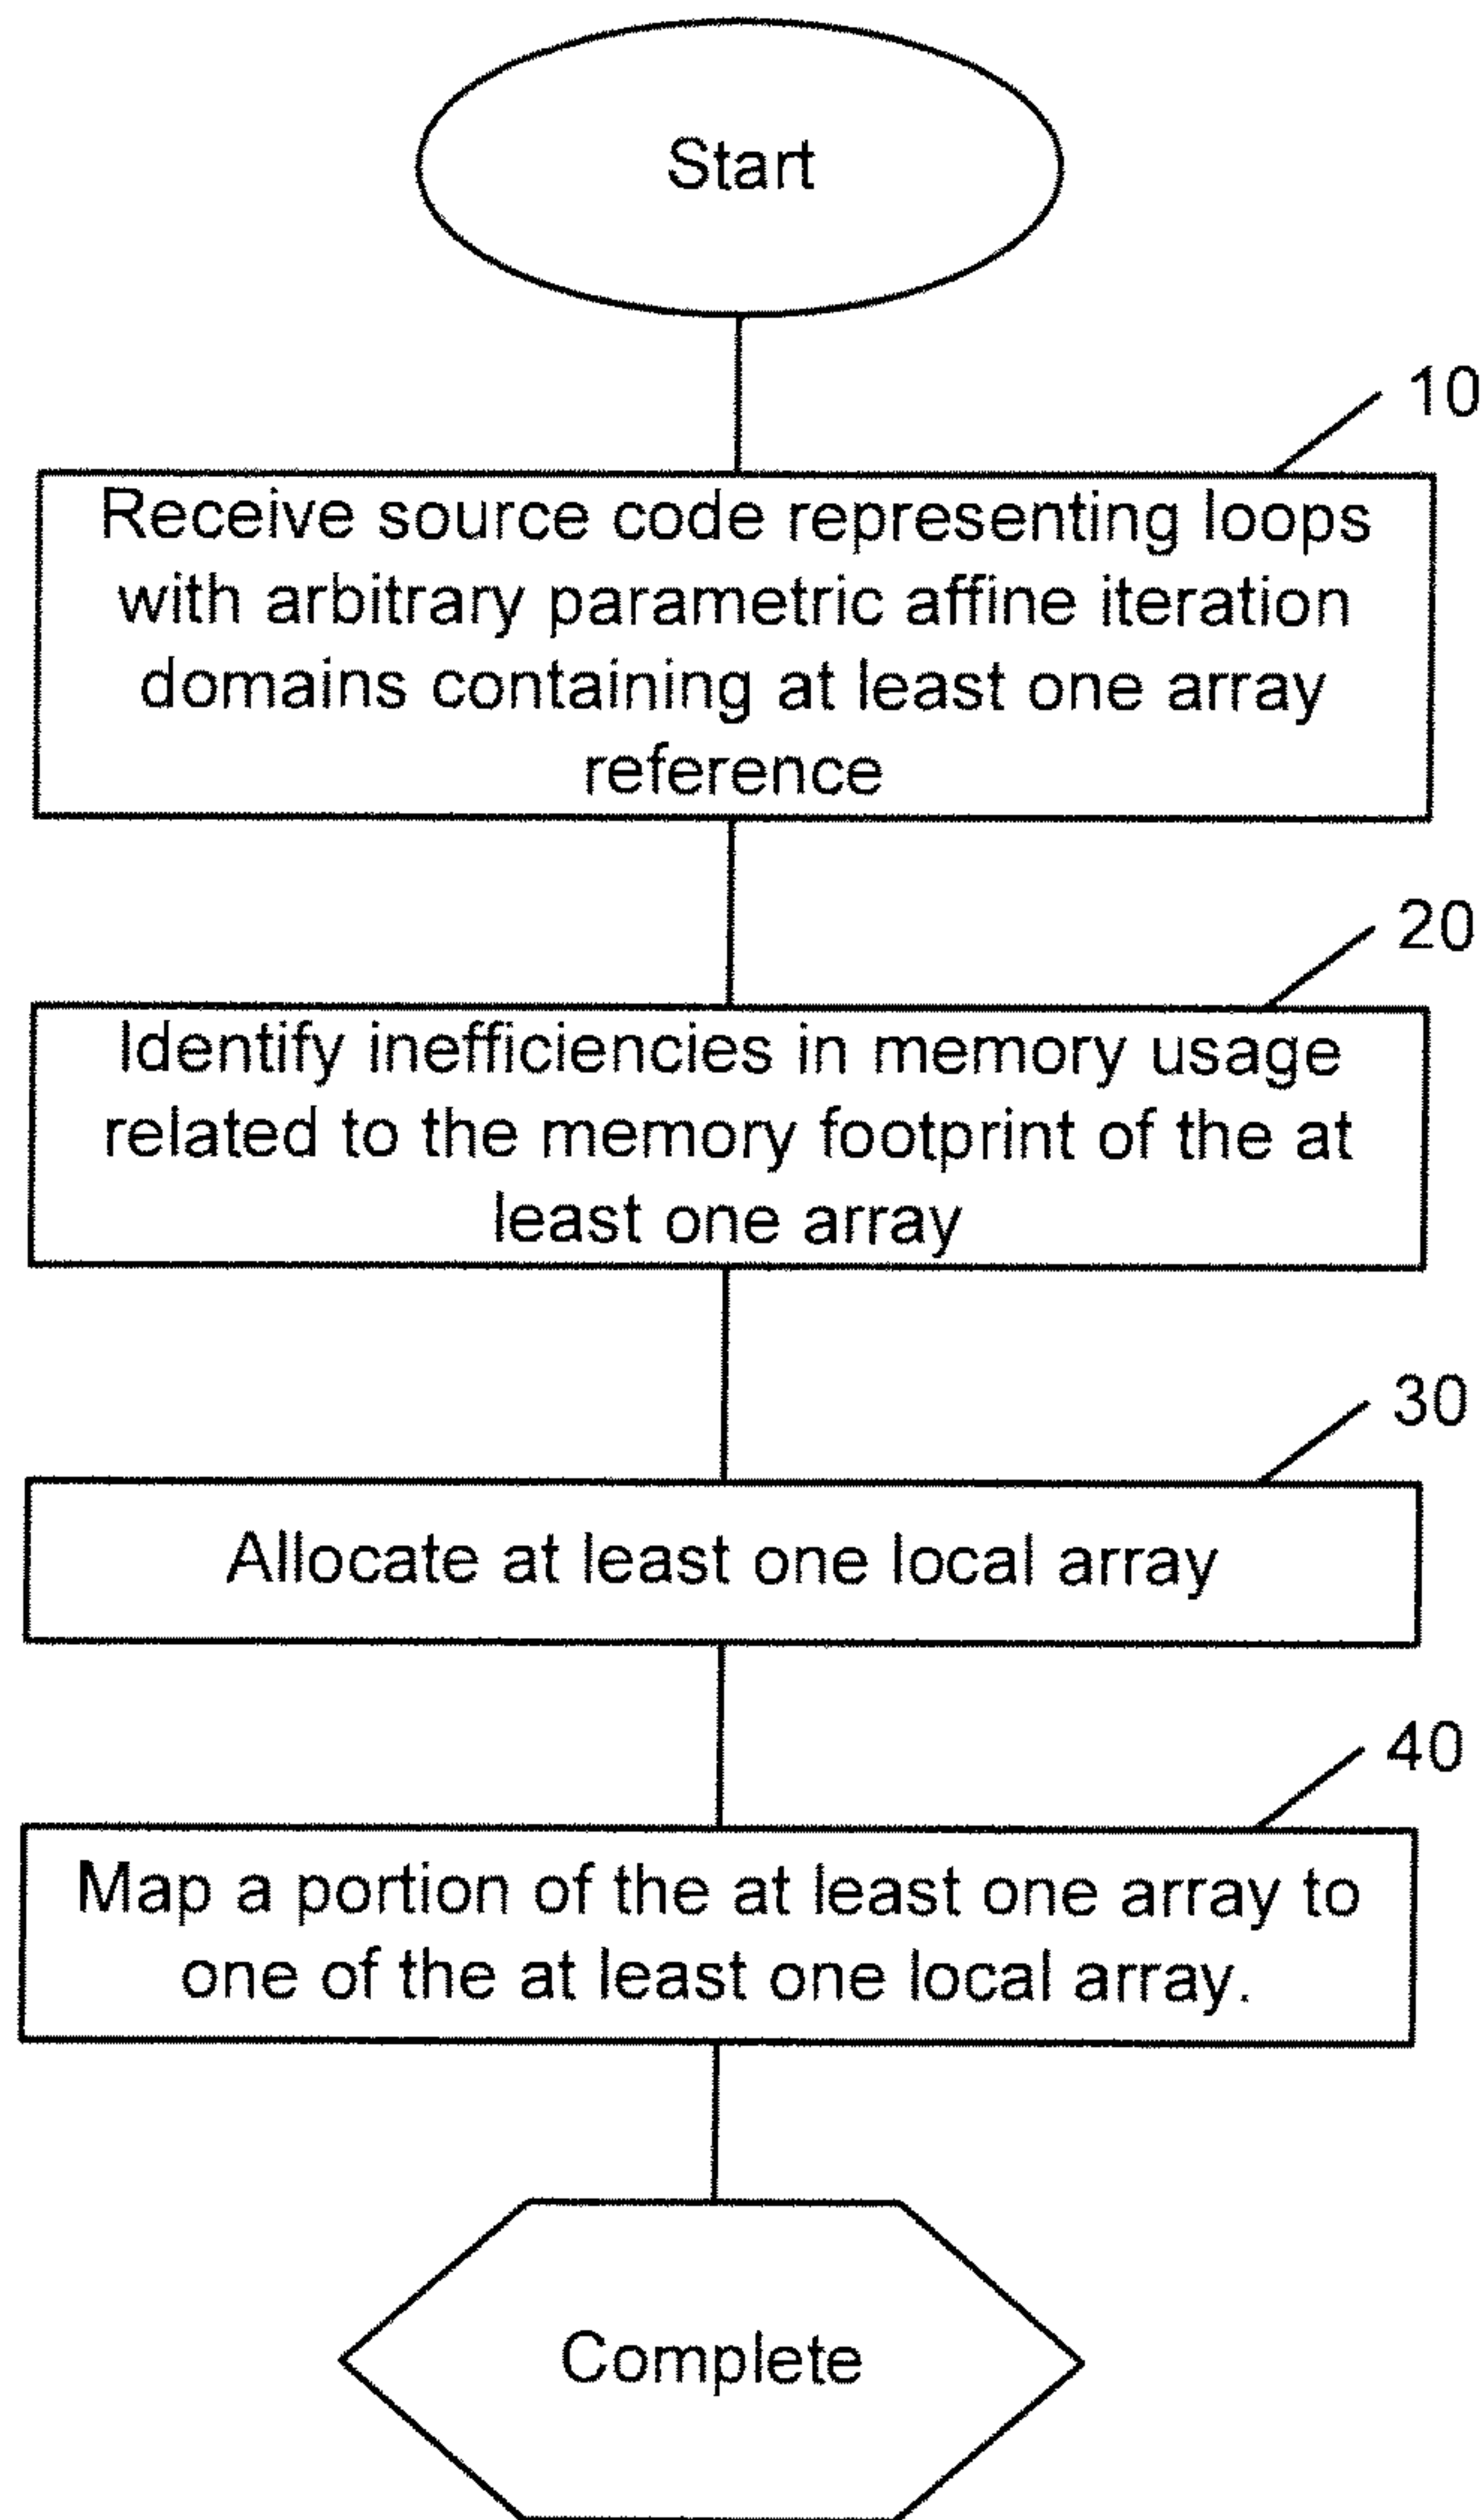 Start
10
Receive source code representing loops
with arbitrary parametric affine iteration
domains containing at least one array
reference
20
Identify inefficiencies in memory usage
related to the memory footprint of the at
least one array
30
Allocate at least one local array
40
Map a portion of the at least one array to
one of the at least one local array.
Complete